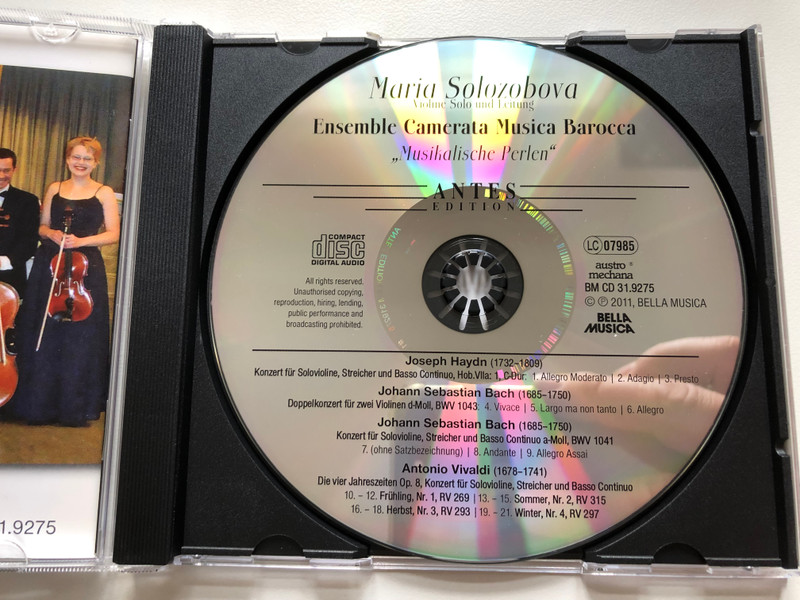 Maria Solozobova
Violine Solo und Leitung
Ensemble Camerata Musica Barocca
„Musikalische Perlen“
ANTES
EDITION
COMPACT
disc
DIGITAL AUDIO
All rights reserved.
Unauthorised copying,
reproduction, hiring, lending,
public performance and
broadcasting prohibited.
LC 07985
austro ®
mechana
BM CD 31.9275
© ℗ 2011, BELLA MUSICA
BELLA
MUSICA
Joseph Haydn (1732–1809)
Konzert für Solovioline, Streicher und Basso Continuo, Hob.VIIa: 1, C-Dur: 1. Allegro Moderato | 2. Adagio | 3. Presto
Johann Sebastian Bach (1685–1750)
Doppelkonzert für zwei Violinen d-Moll, BWV 1043: 4. Vivace | 5. Largo ma non tanto | 6. Allegro
Johann Sebastian Bach (1685–1750)
Konzert für Solovioline, Streicher und Basso Continuo a-Moll, BWV 1041
7. (ohne Satzbezeichnung) | 8. Andante | 9. Allegro Assai
Antonio Vivaldi (1678–1741)
Die vier Jahreszeiten Op. 8, Konzert für Solovioline, Streicher und Basso Continuo
10. – 12. Frühling, Nr. 1, RV 269 | 13. – 15. Sommer, Nr. 2, RV 315
16. – 18. Herbst, Nr. 3, RV 293 | 19. – 21. Winter, Nr. 4, RV 297
1.9275